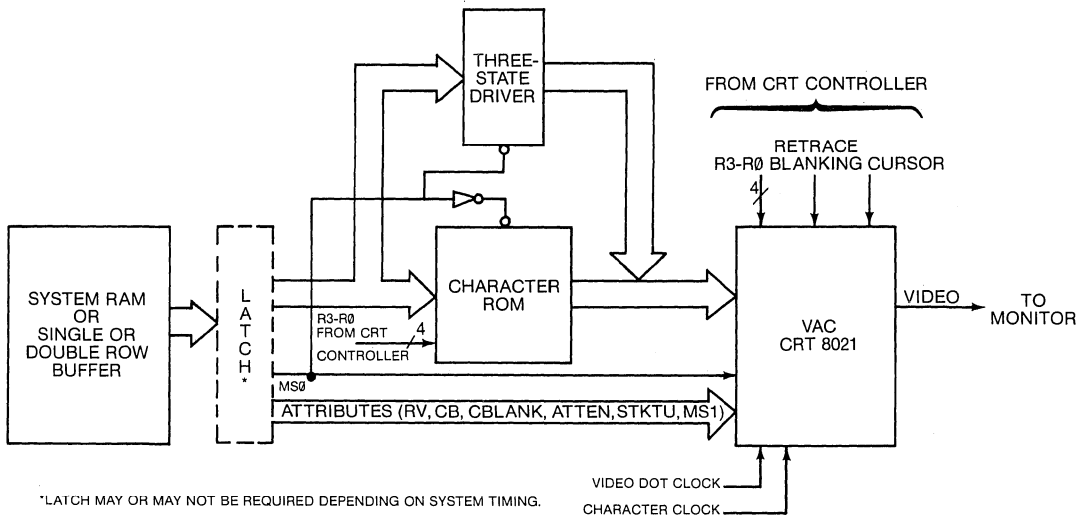 THREE-
STATE
DRIVER
FROM CRT CONTROLLER
RETRACE
R3-RØ BLANKING CURSOR
4
SYSTEM RAM
OR
SINGLE OR
DOUBLE ROW
BUFFER
L
A
T
C
H
*
R3-RØ
FROM CRT
CONTROLLER
4
CHARACTER
ROM
VAC
CRT 8021
VIDEO
TO
MONITOR
MSØ
ATTRIBUTES (RV, CB, CBLANK, ATTEN, STKTU, MS1)
VIDEO DOT CLOCK
CHARACTER CLOCK
*LATCH MAY OR MAY NOT BE REQUIRED DEPENDING ON SYSTEM TIMING.